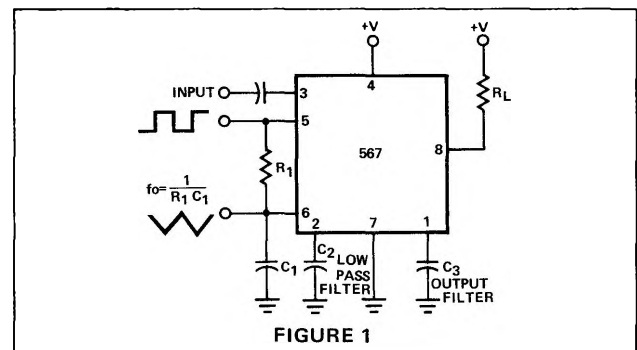 +V
+V
INPUT
3
4
5
R1
567
8
RL
fo= 1
R1 C1
6
2
7
1
C1
C2
LOW
PASS
FILTER
C3
OUTPUT
FILTER
FIGURE 1